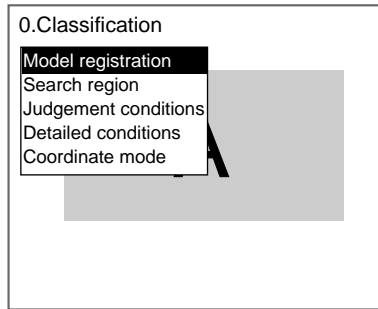 0.Classification
Model registration
Search region
Judgement conditions
Detailed conditions
Coordinate mode
A